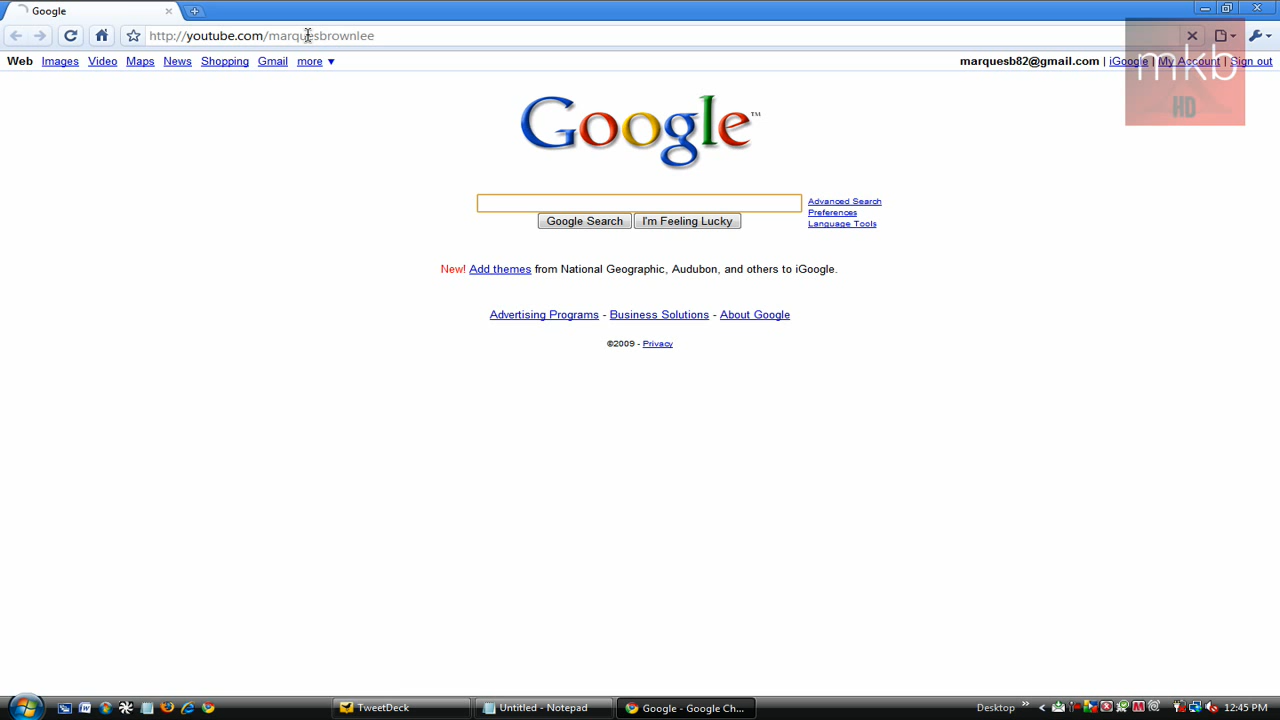 Google
http://youtube.com/marquesbrownlee
Web Images Video Maps News Shopping Gmail more ▼
marquesb82@gmail.com | iGoogle | My Account | Sign out
mkb
HD
Google™
Advanced Search
Preferences
Language Tools
Google Search I'm Feeling Lucky
New! Add themes from National Geographic, Audubon, and others to iGoogle.
Advertising Programs - Business Solutions - About Google
©2009 - Privacy
TweetDeck Untitled - Notepad Google - Google Ch... Desktop » 12:45 PM